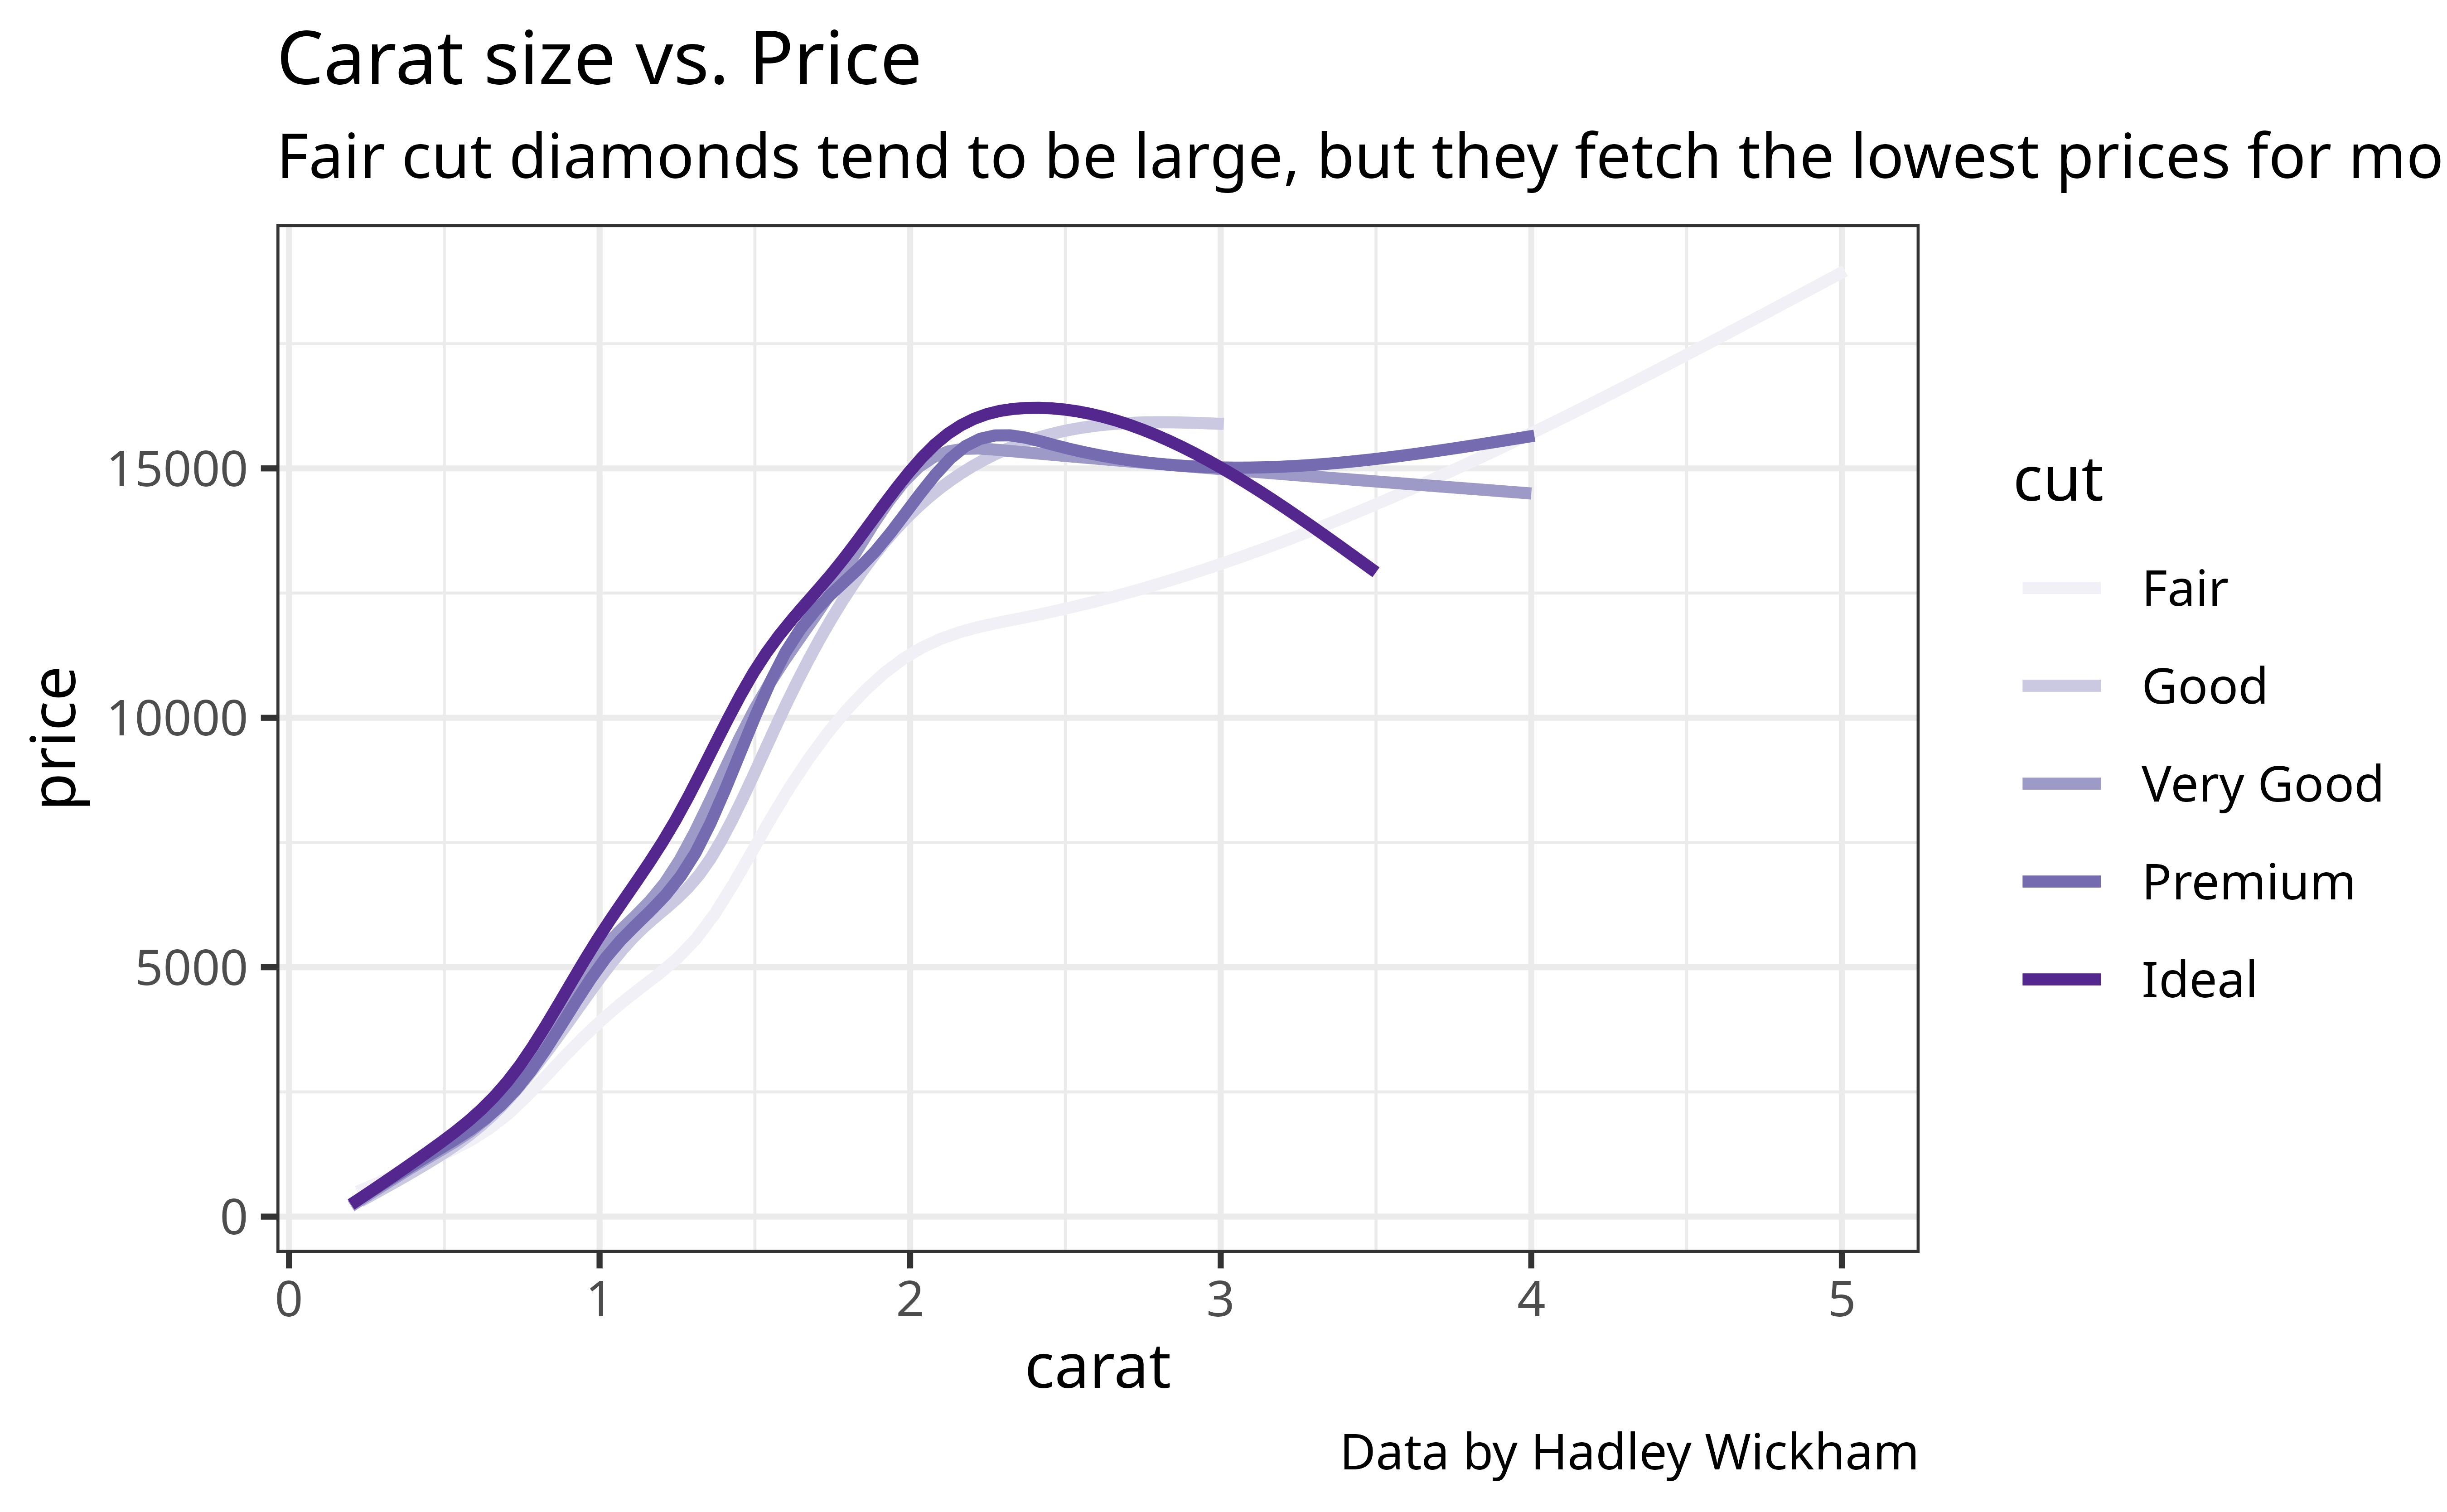 Carat size vs. Price
Fair cut diamonds tend to be large, but they fetch the lowest prices for mo
15000
10000
5000
0
price
0 1 2 3 4 5
carat
cut
Fair
Good
Very Good
Premium
Ideal
Data by Hadley Wickham